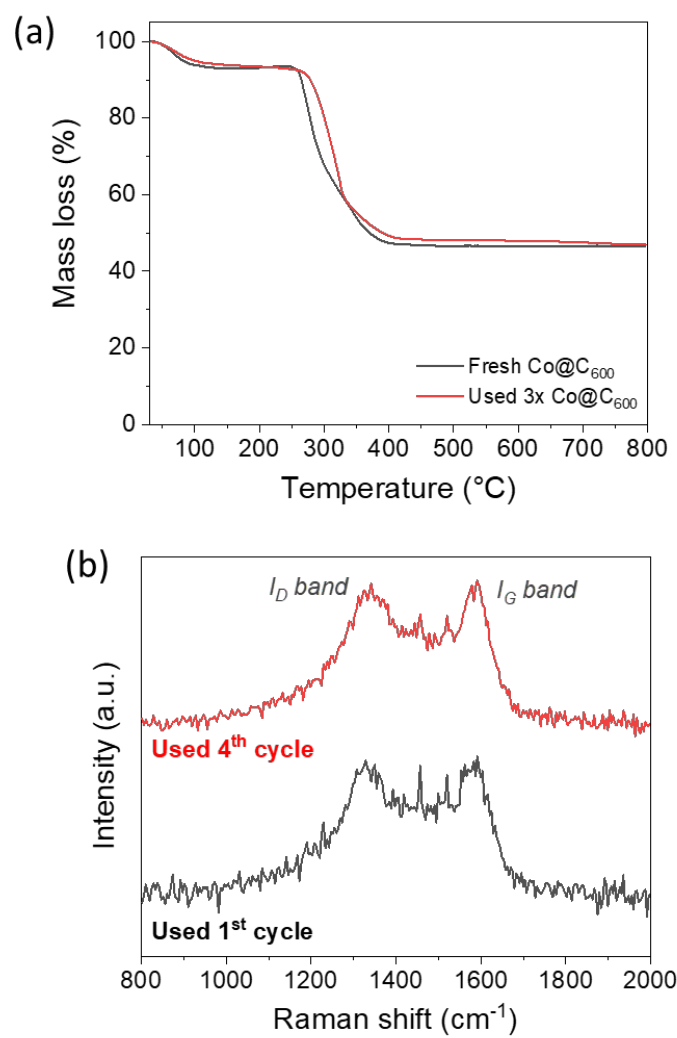 (a)
100
80
60
40
20
0
Mass loss (%)
Fresh Co@C₆₀₀
Used 3x Co@C₆₀₀
100 200 300 400 500 600 700 800
Temperature (°C)
(b)
I_D band
I_G band
Intensity (a.u.)
Used 4ᵗʰ cycle
Used 1ˢᵗ cycle
800 1000 1200 1400 1600 1800 2000
Raman shift (cm⁻¹)